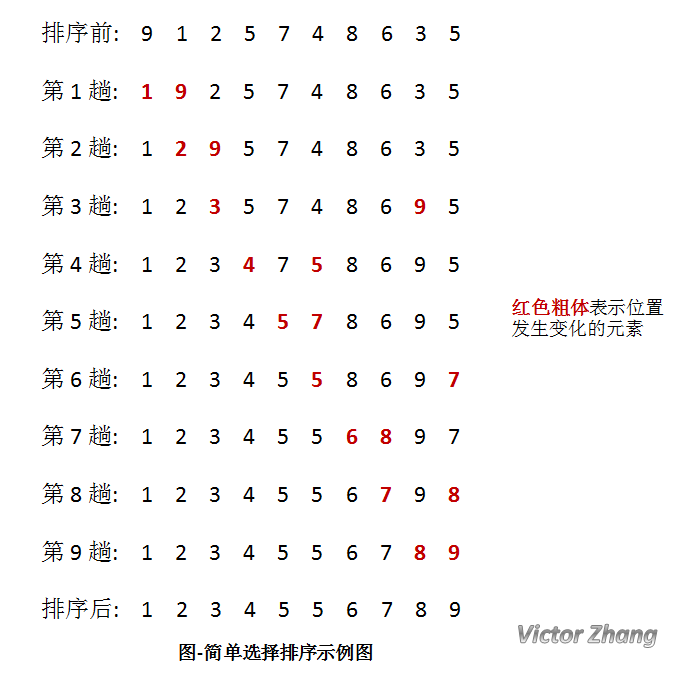 排序前: 9 1 2 5 7 4 8 6 3 5
第 1 趟: 1 9 2 5 7 4 8 6 3 5
第 2 趟: 1 2 9 5 7 4 8 6 3 5
第 3 趟: 1 2 3 5 7 4 8 6 9 5
第 4 趟: 1 2 3 4 7 5 8 6 9 5
第 5 趟: 1 2 3 4 5 7 8 6 9 5
第 6 趟: 1 2 3 4 5 5 8 6 9 7
第 7 趟: 1 2 3 4 5 5 6 8 9 7
第 8 趟: 1 2 3 4 5 5 6 7 9 8
第 9 趟: 1 2 3 4 5 5 6 7 8 9
排序后: 1 2 3 4 5 5 6 7 8 9
红色粗体表示位置
发生变化的元素
图-简单选择排序示例图
Victor Zhang